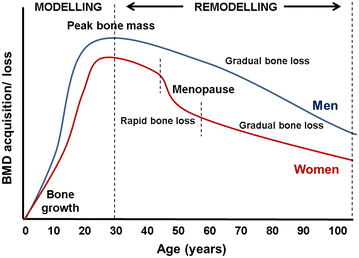 MODELLING
REMODELLING
Peak bone mass
Gradual bone loss
Menopause
Men
Rapid bone loss
Gradual bone loss
Women
Bone
growth
BMD acquisition/ loss
0 10 20 30 40 50 60 70 80 90 100
Age (years)